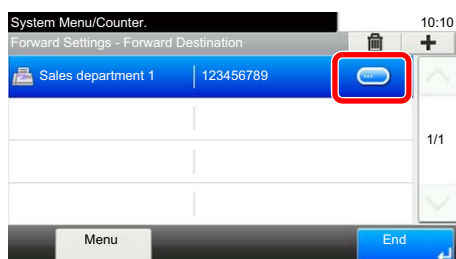 System Menu/Counter. 10:10
Forward Settings - Forward Destination
Sales department 1 123456789
1/1
Menu End